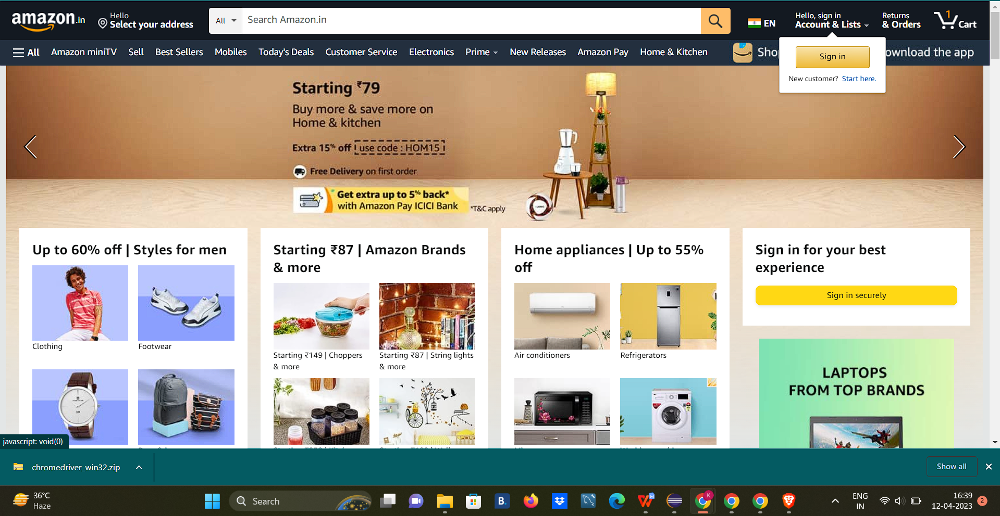 amazon.in
Hello
Select your address
All
Search Amazon.in
EN
Hello, sign in
Account & Lists
Returns
& Orders
1
Cart
All
Amazon miniTV
Sell
Best Sellers
Mobiles
Today's Deals
Customer Service
Electronics
Prime
New Releases
Amazon Pay
Home & Kitchen
ownload the app
Sign in
New customer? Start here.
Starting ₹79
Buy more & save more on
Home & kitchen
Extra 15% off use code : HOM15
Free Delivery on first order
Get extra up to 5% back*
with Amazon Pay ICICI Bank
*T&C apply
Up to 60% off | Styles for men
Clothing
Footwear
Starting ₹87 | Amazon Brands
& more
Starting ₹149 | Choppers
& more
Starting ₹87 | String lights
& more
Home appliances | Up to 55%
off
Air conditioners
Refrigerators
Sign in for your best
experience
Sign in securely
LAPTOPS
FROM TOP BRANDS
javascript: void(0)
chromedriver_win32.zip
Show all
36°C
Haze
Search
B.
K
ENG
IN
16:39
12-04-2023
2